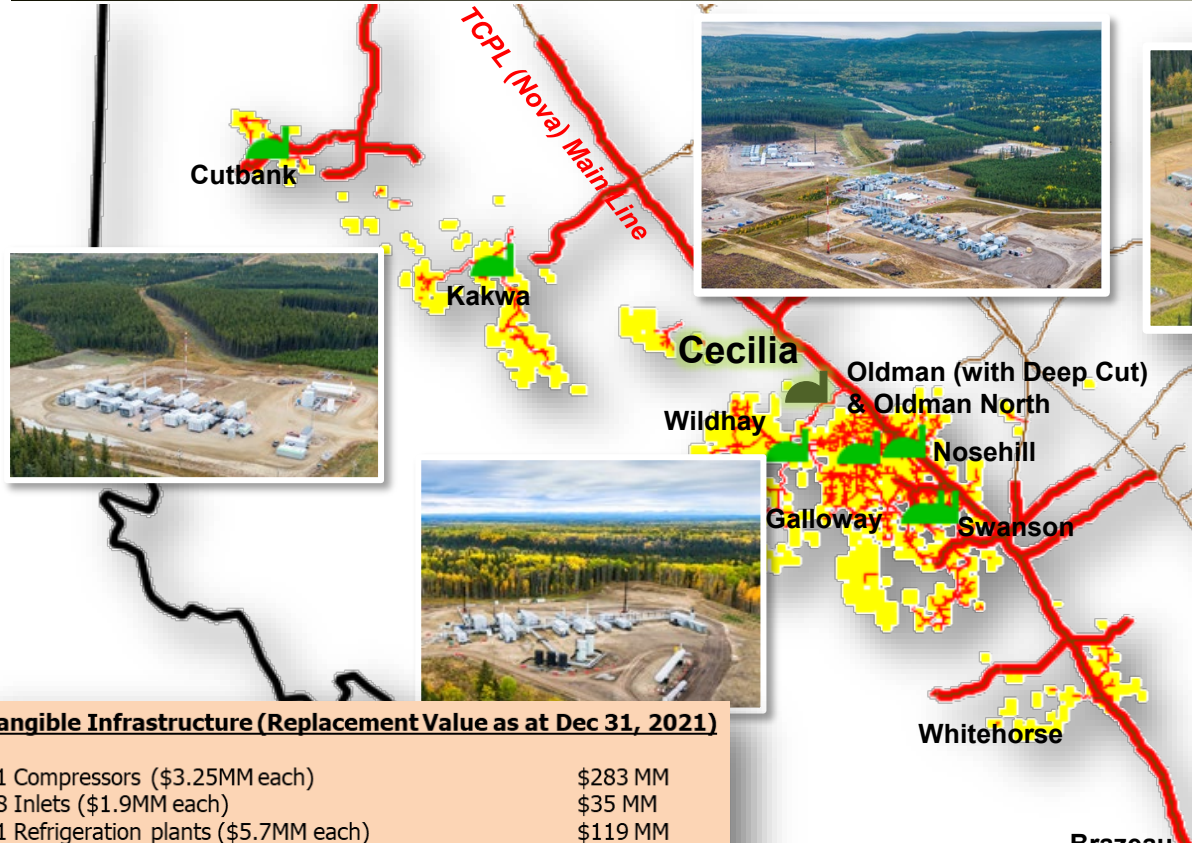 TCPL (Nova) Main Line
Cutbank
Kakwa
Cecilia
Oldman (with Deep Cut)
& Oldman North
Wildhay
Nosehill
Galloway
Swanson
Whitehorse
angible Infrastructure (Replacement Value as at Dec 31, 2021)
1 Compressors ($3.25MM each) $283 MM
8 Inlets ($1.9MM each) $35 MM
1 Refrigeration plants ($5.7MM each) $119 MM
Brazeau